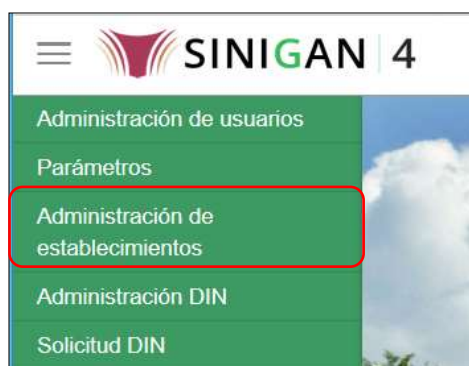 SINIGAN 4
Administración de usuarios
Parámetros
Administración de
establecimientos
Administración DIN
Solicitud DIN